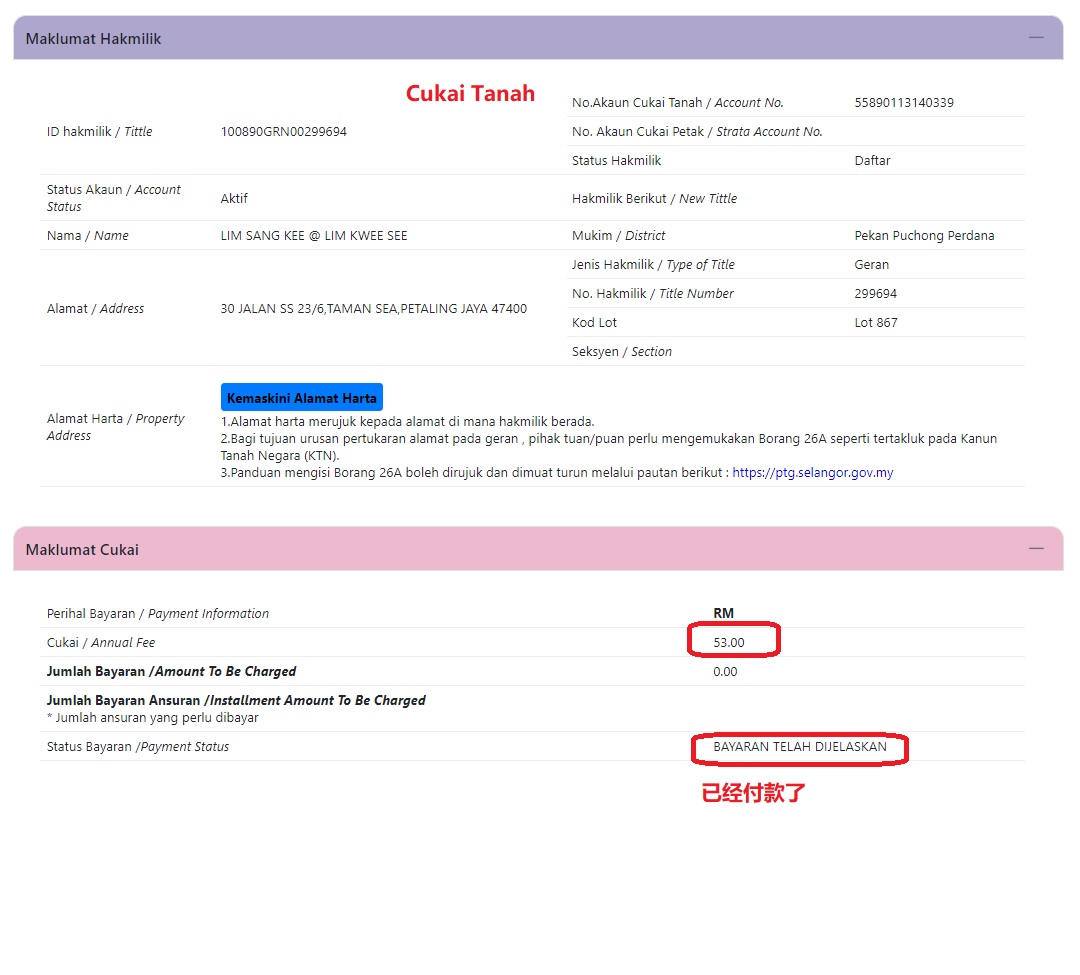 Maklumat Hakmilik
Cukai Tanah
ID hakmilik / Tittle
100890GRN00299694
No.Akaun Cukai Tanah / Account No.
55890113140339
No. Akaun Cukai Petak / Strata Account No.
Status Hakmilik
Daftar
Status Akaun / Account
Status
Aktif
Hakmilik Berikut / New Tittle
Nama / Name
LIM SANG KEE @ LIM KWEE SEE
Mukim / District
Pekan Puchong Perdana
Alamat / Address
30 JALAN SS 23/6,TAMAN SEA,PETALING JAYA 47400
Jenis Hakmilik / Type of Title
Geran
No. Hakmilik / Title Number
299694
Kod Lot
Lot 867
Seksyen / Section
Alamat Harta / Property
Address
Kemaskini Alamat Harta
1.Alamat harta merujuk kepada alamat di mana hakmilik berada.
2.Bagi tujuan urusan pertukaran alamat pada geran , pihak tuan/puan perlu mengemukakan Borang 26A seperti tertakluk pada Kanun
Tanah Negara (KTN).
3.Panduan mengisi Borang 26A boleh dirujuk dan dimuat turun melalui pautan berikut : https://ptg.selangor.gov.my
Maklumat Cukai
Perihal Bayaran / Payment Information
RM
Cukai / Annual Fee
53.00
Jumlah Bayaran /Amount To Be Charged
0.00
Jumlah Bayaran Ansuran /Installment Amount To Be Charged
* Jumlah ansuran yang perlu dibayar
Status Bayaran /Payment Status
BAYARAN TELAH DIJELASKAN
已经付款了